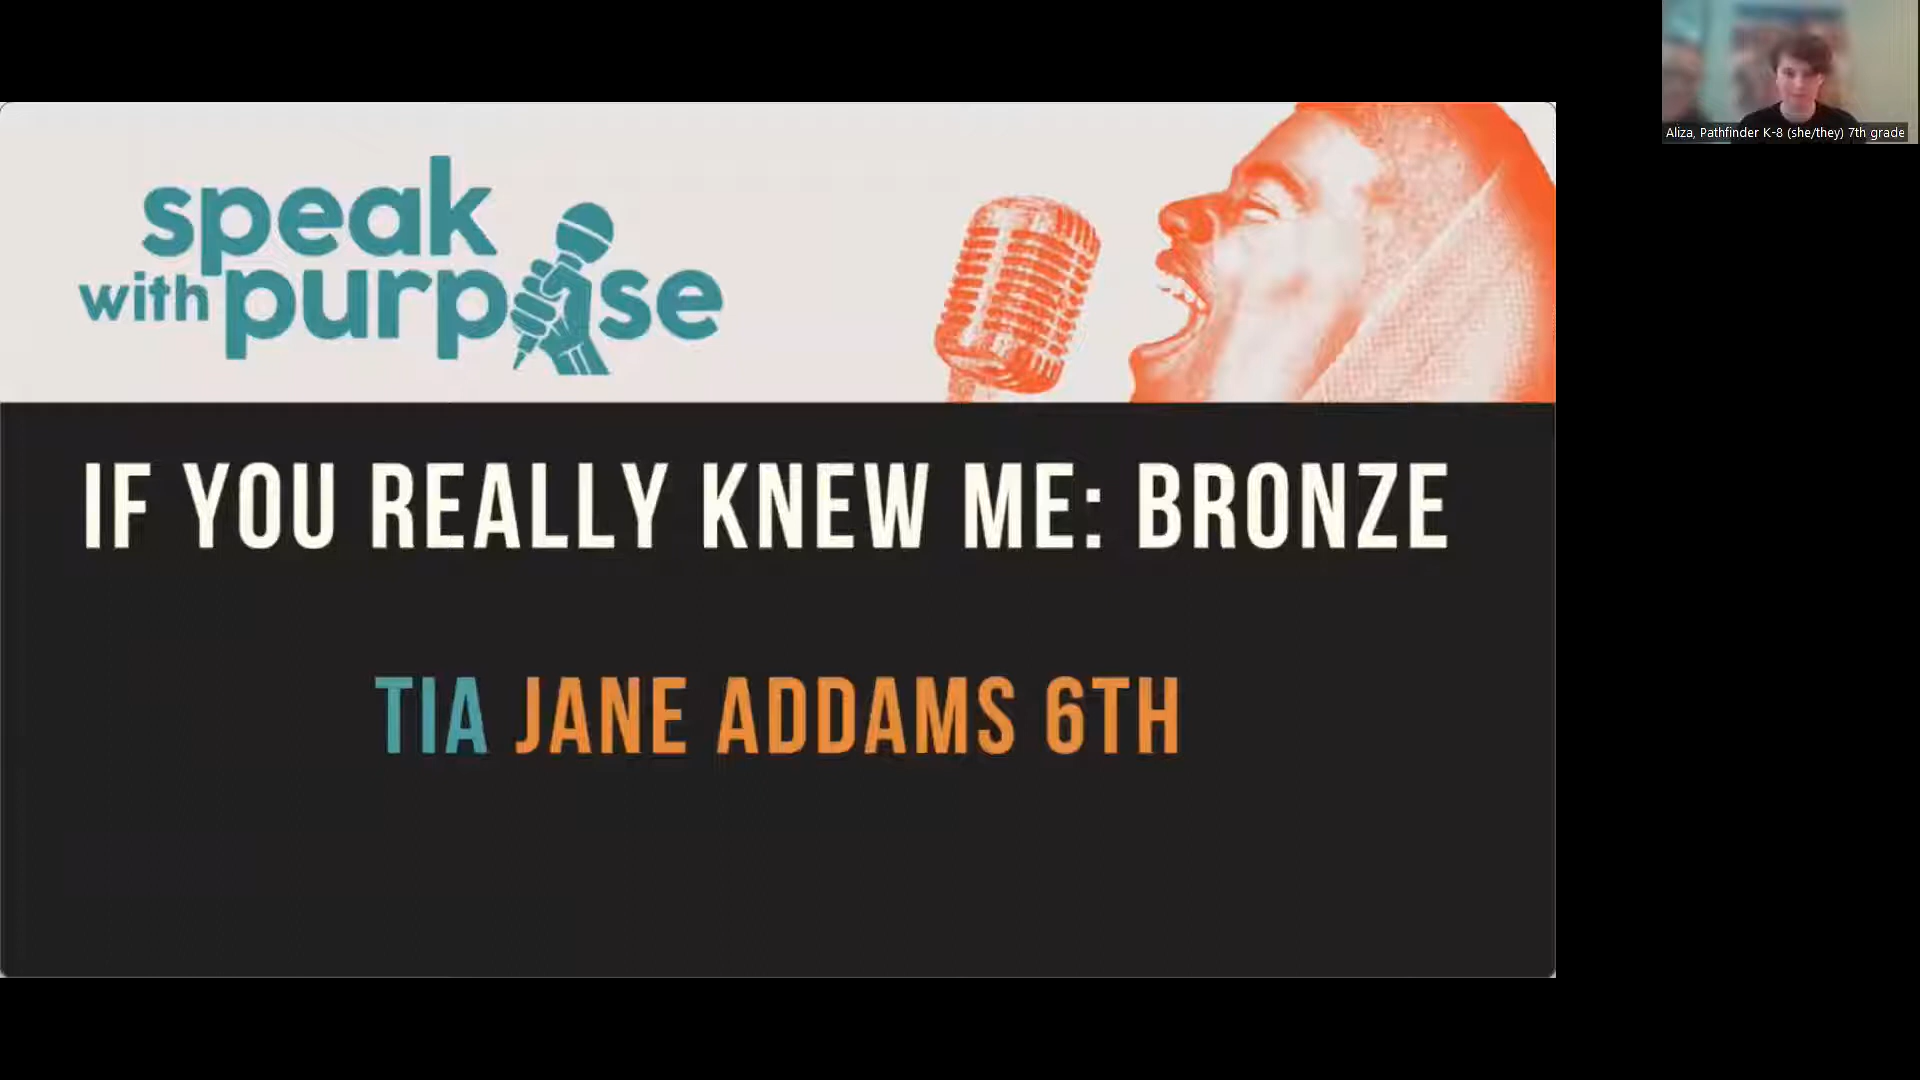 speak
with purpose
IF YOU REALLY KNEW ME: BRONZE
TIA JANE ADDAMS 6TH
Aliza, Pathfinder K-8 (she/they) 7th grade